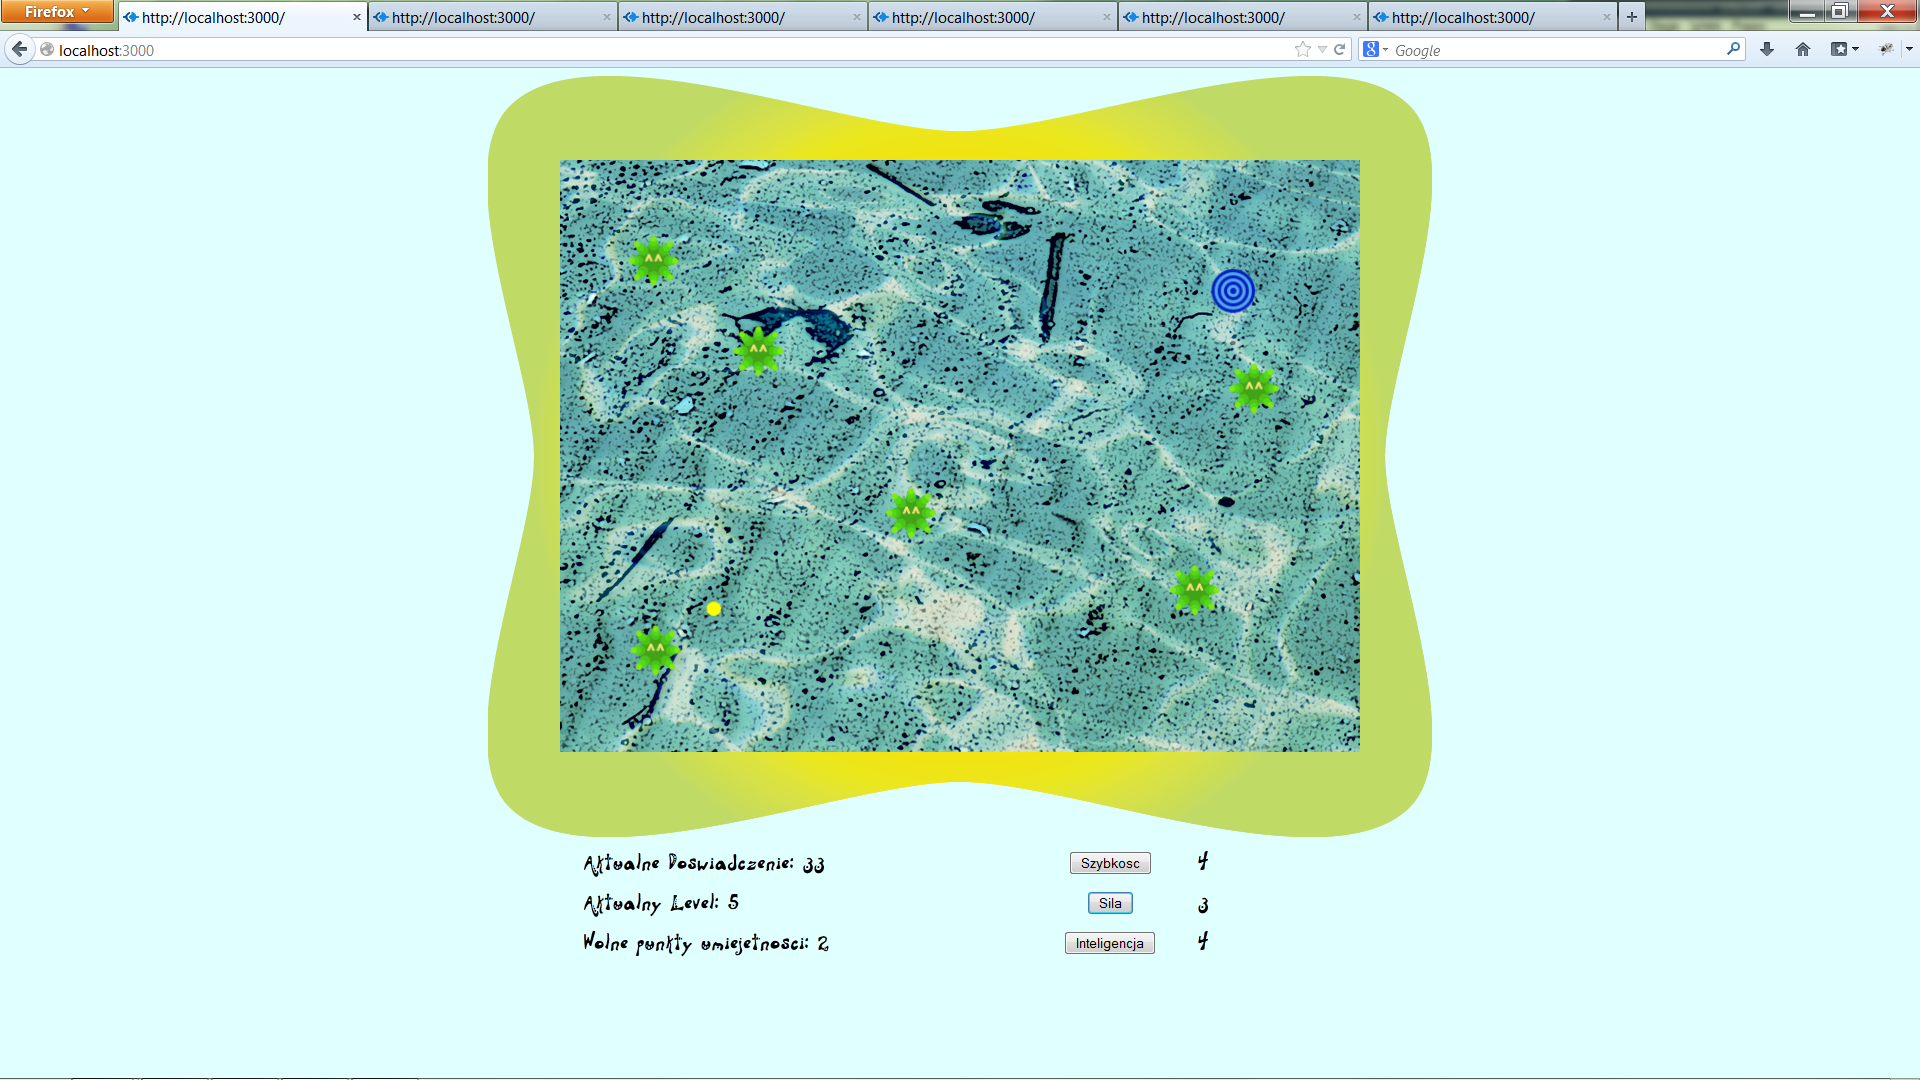 Firefox
http://localhost:3000/
http://localhost:3000/
http://localhost:3000/
http://localhost:3000/
http://localhost:3000/
http://localhost:3000/
localhost:3000
Google
Aktualne Doswiadczenie: 33
Szybkosc 4
Aktualny Level: 5
Sila 3
Wolne punkty umiejetnosci: 2
Inteligencja 4